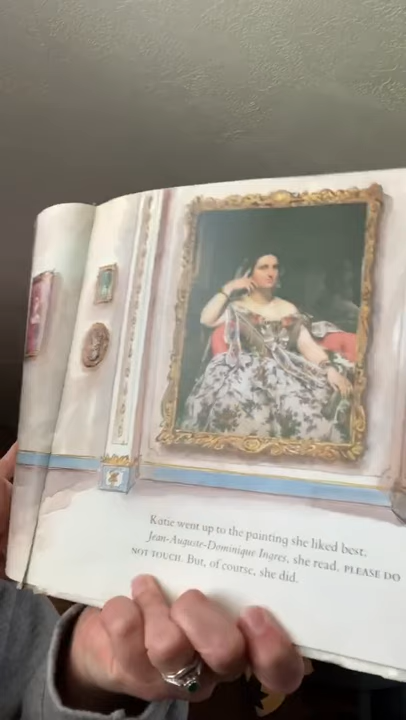 Katie went up to the painting she liked best.
Jean-Auguste-Dominique Ingres, she read. PLEASE DO
NOT TOUCH. But, of course, she did.